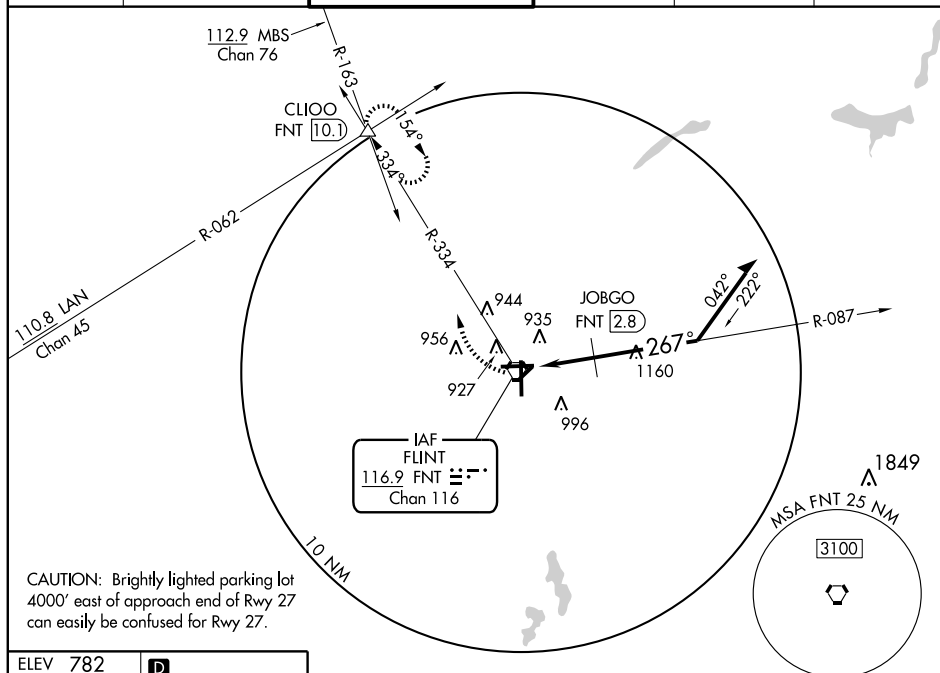 112.9 MBS
Chan 76
R-163
CLIOO
FNT 10.1
154°
334°
R-062
R-334
110.8 LAN
Chan 45
944
935
956
927
JOBGO
FNT 2.8
042°
222°
R-087
267°
1160
996
IAF
FLINT
116.9 FNT
Chan 116
1849
MSA FNT 25 NM
3100
10 NM
CAUTION: Brightly lighted parking lot
4000' east of approach end of Rwy 27
can easily be confused for Rwy 27.
ELEV 782
D